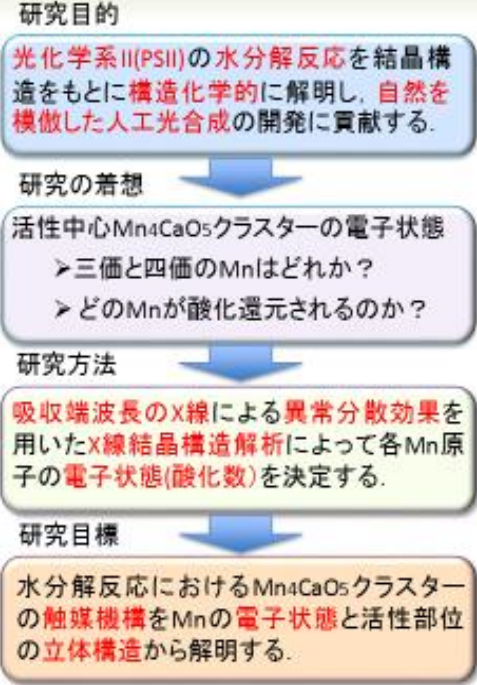 研究目的
光化学系II(PSII)の水分解反応を結晶構
造をもとに構造化学的に解明し，自然を
模倣した人工光合成の開発に貢献する．
研究の着想
活性中心Mn4CaO5クラスターの電子状態
➤三価と四価のMnはどれか？
➤どのMnが酸化還元されるのか？
研究方法
吸収端波長のX線による異常分散効果を
用いたX線結晶構造解析によって各Mn原
子の電子状態(酸化数）を決定する．
研究目標
水分解反応におけるMn4CaO5クラスター
の触媒機構をMnの電子状態と活性部位
の立体構造から解明する．